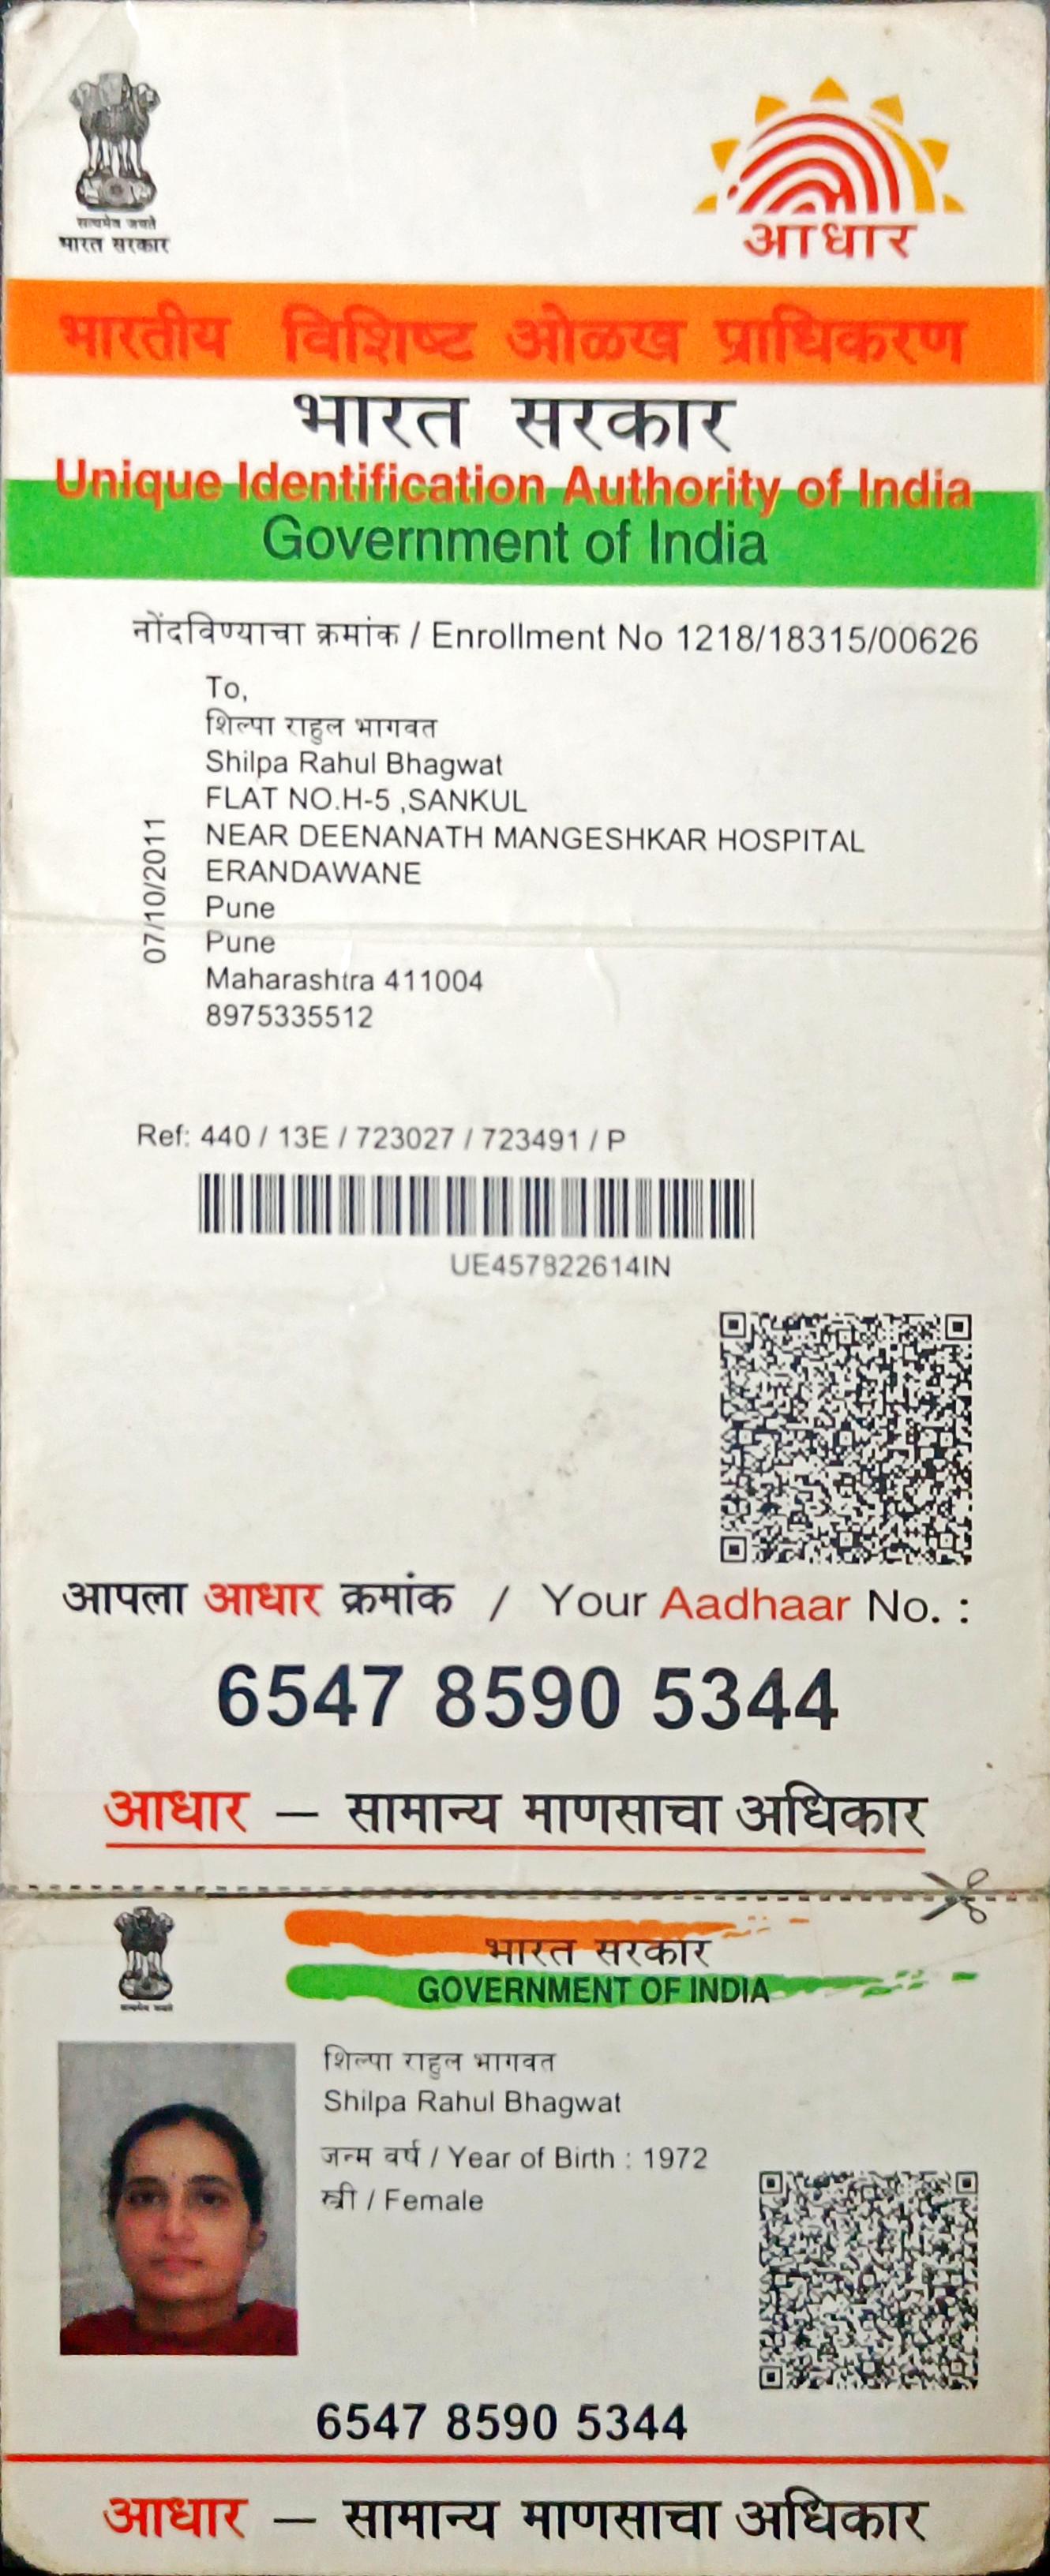 सत्यमेव जयते
भारत सरकार
आधार
भारतीय विशिष्ट ओळख प्राधिकरण
भारत सरकार
Unique Identification Authority of India
Government of India
नोंदविण्याचा क्रमांक / Enrollment No 1218/18315/00626
To,
शिल्पा राहुल भागवत
Shilpa Rahul Bhagwat
FLAT NO.H-5 ,SANKUL
NEAR DEENANATH MANGESHKAR HOSPITAL
ERANDAWANE
Pune
Pune
Maharashtra 411004
8975335512
07/10/2011
Ref: 440 / 13E / 723027 / 723491 / P
UE457822614IN
आपला आधार क्रमांक / Your Aadhaar No. :
6547 8590 5344
आधार — सामान्य माणसाचा अधिकार
भारत सरकार
GOVERNMENT OF INDIA
शिल्पा राहुल भागवत
Shilpa Rahul Bhagwat
जन्म वर्ष / Year of Birth : 1972
स्त्री / Female
6547 8590 5344
आधार — सामान्य माणसाचा अधिकार